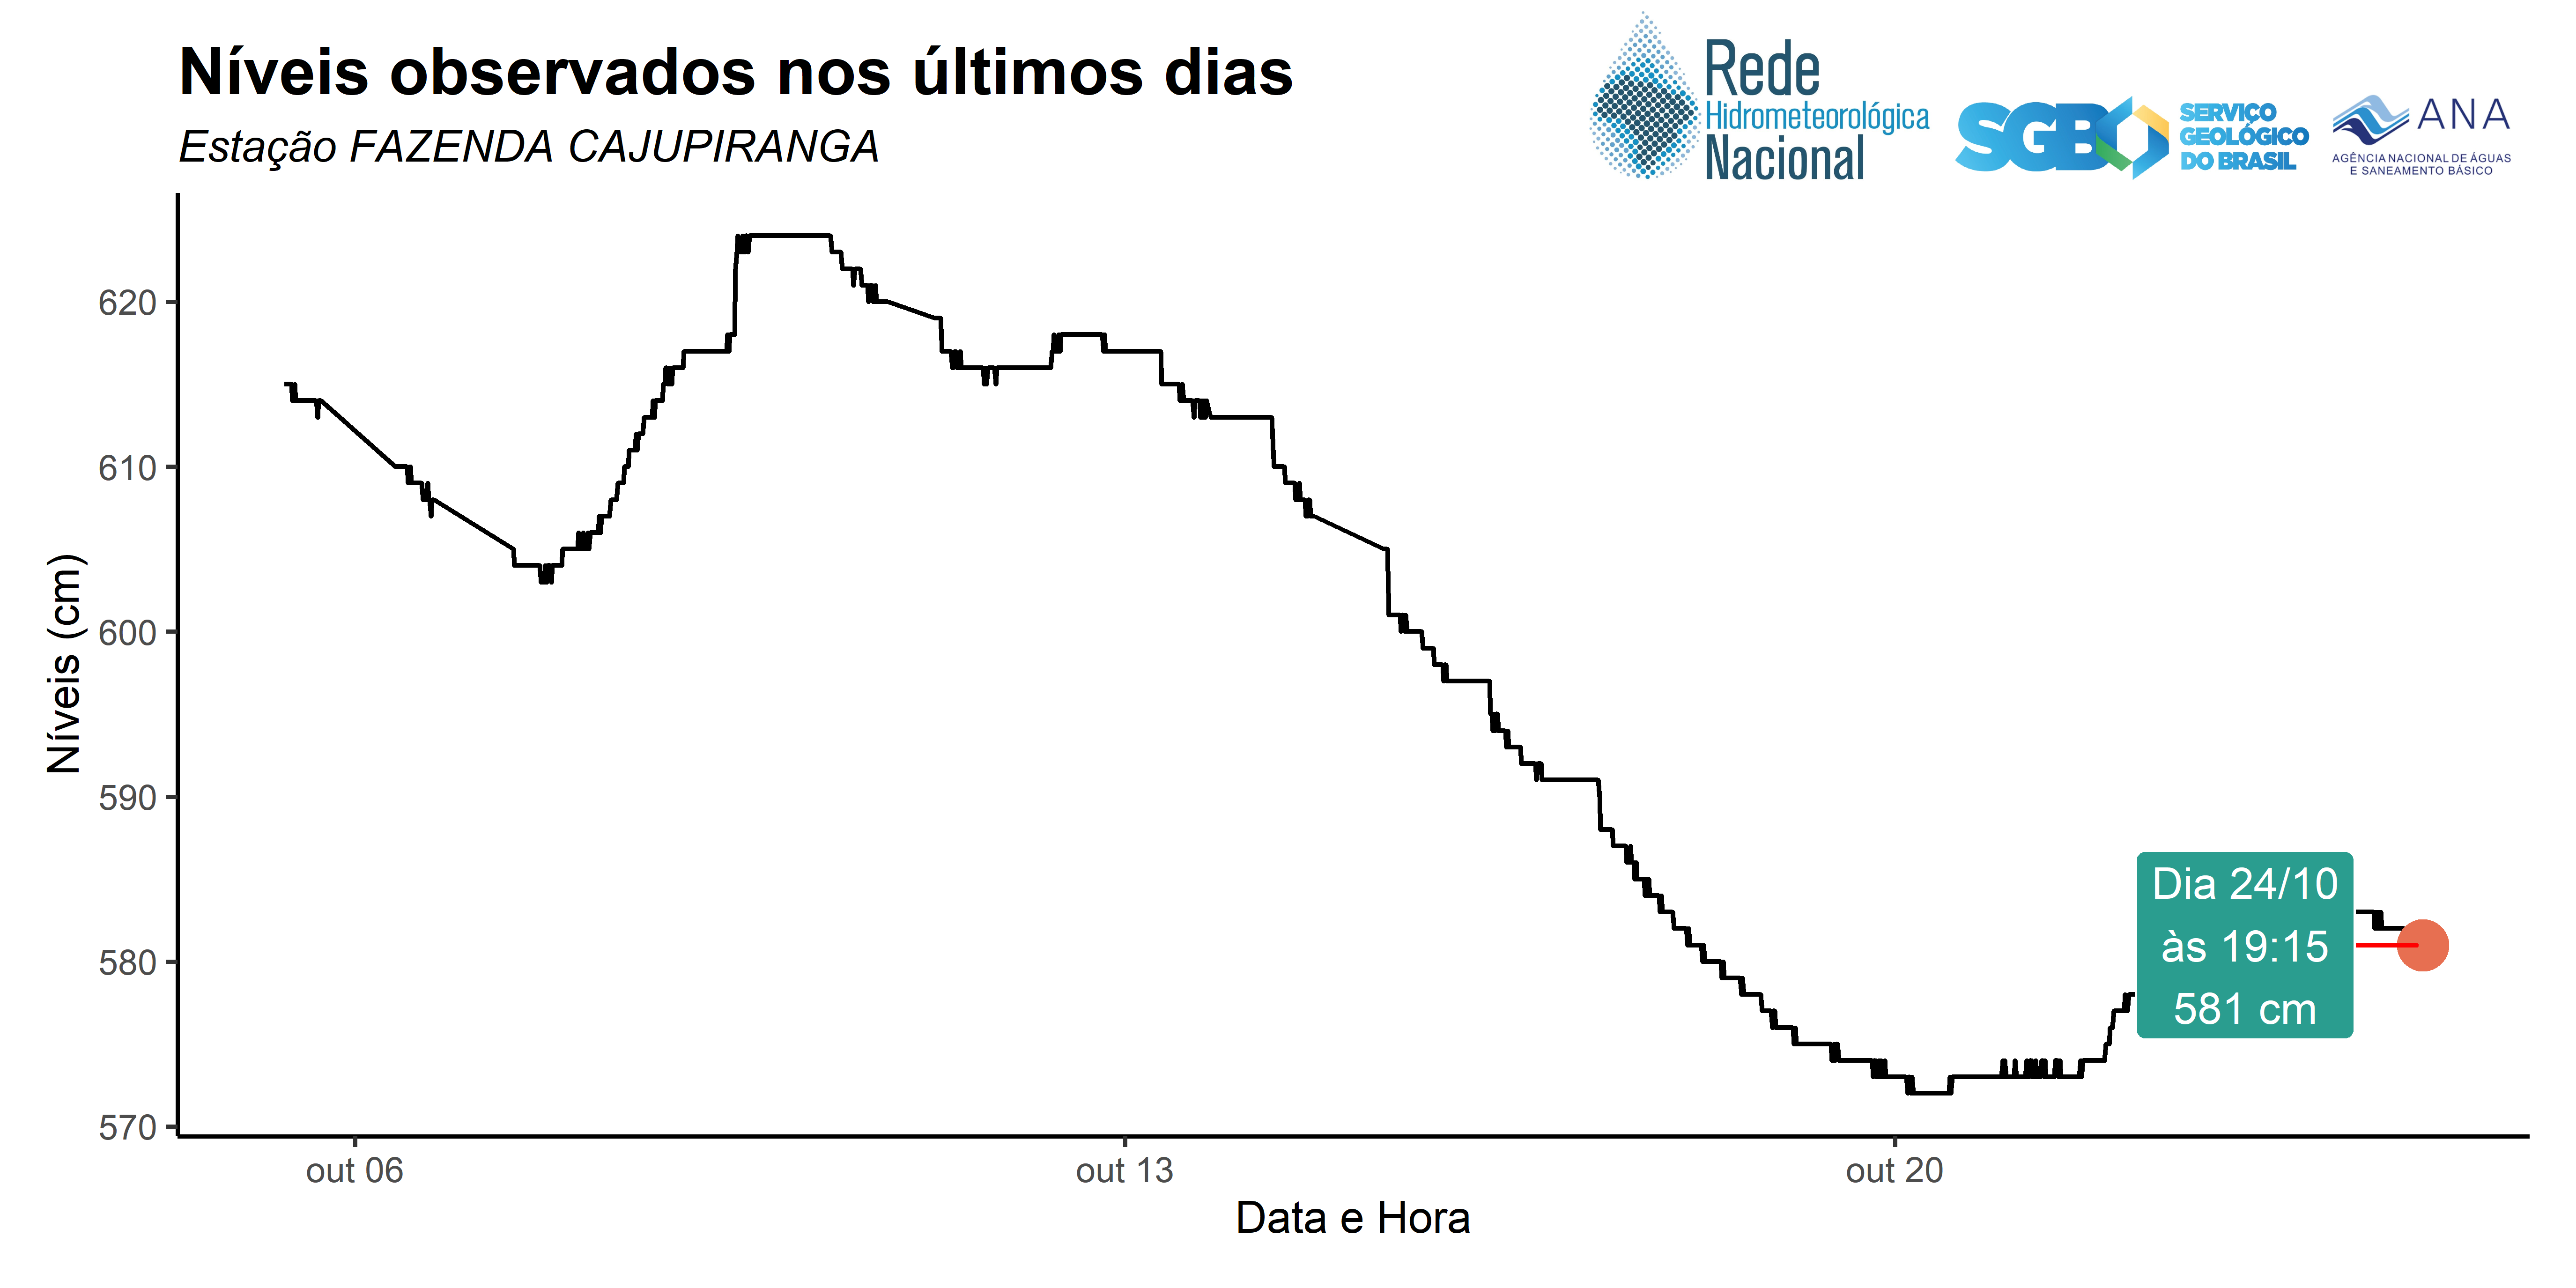 Níveis observados nos últimos dias
Estação FAZENDA CAJUPIRANGA
Rede
Hidrometeorológica
Nacional
SGB
SERVIÇO
GEOLÓGICO
DO BRASIL
ANA
AGÊNCIA NACIONAL DE ÁGUAS
E SANEAMENTO BÁSICO
Níveis (cm)
620
610
600
590
580
570
Dia 24/10
às 19:15
581 cm
out 06
out 13
out 20
Data e Hora